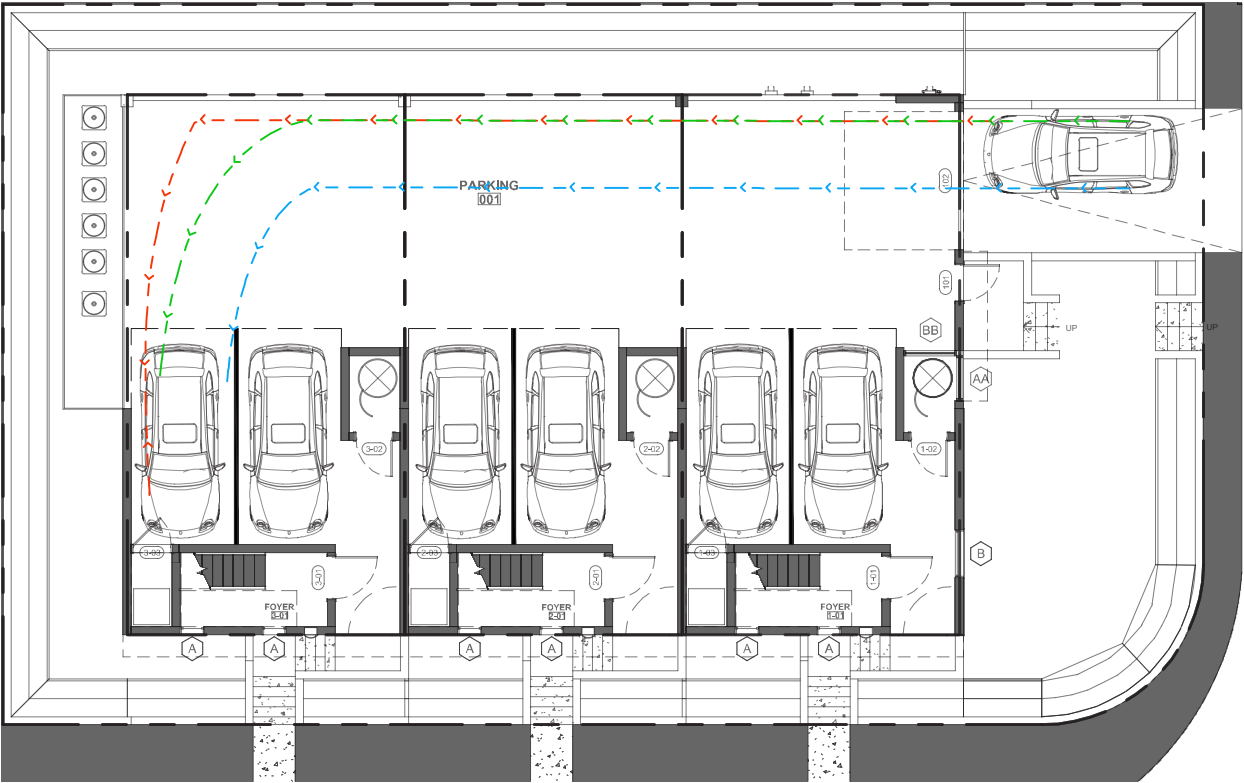 102
PARKING
001
101
BB
UP
UP
AA
3-02
2-02
1-02
3-03
2-03
1-03
B
3-01
2-01
1-01
FOYER
3-01
FOYER
2-01
FOYER
1-01
A
A
A
A
A
A